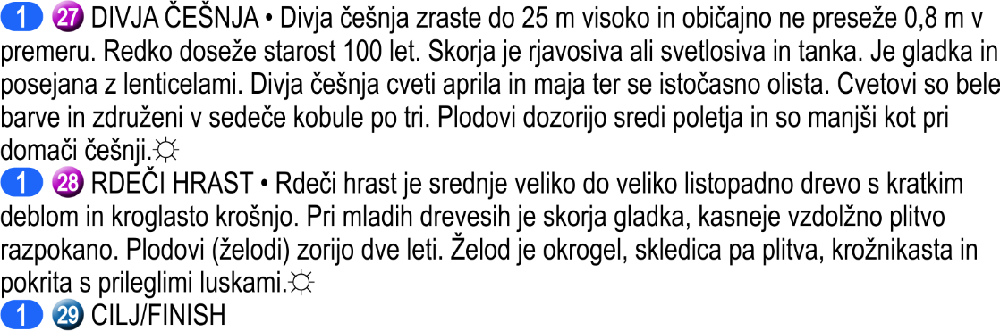 1 27 DIVJA ČEŠNJA • Divja češnja zraste do 25 m visoko in običajno ne preseže 0,8 m v
premeru. Redko doseže starost 100 let. Skorja je rjavosiva ali svetlosiva in tanka. Je gladka in
posejana z lenticelami. Divja češnja cveti aprila in maja ter se istočasno olista. Cvetovi so bele
barve in združeni v sedeče kobule po tri. Plodovi dozorijo sredi poletja in so manjši kot pri
domači češnji.☼
1 28 RDEČI HRAST • Rdeči hrast je srednje veliko do veliko listopadno drevo s kratkim
deblom in kroglasto krošnjo. Pri mladih drevesih je skorja gladka, kasneje vzdolžno plitvo
razpokano. Plodovi (želodi) zorijo dve leti. Želod je okrogel, skledica pa plitva, krožnikasta in
pokrita s prileglimi luskami.☼
1 29 CILJ/FINISH